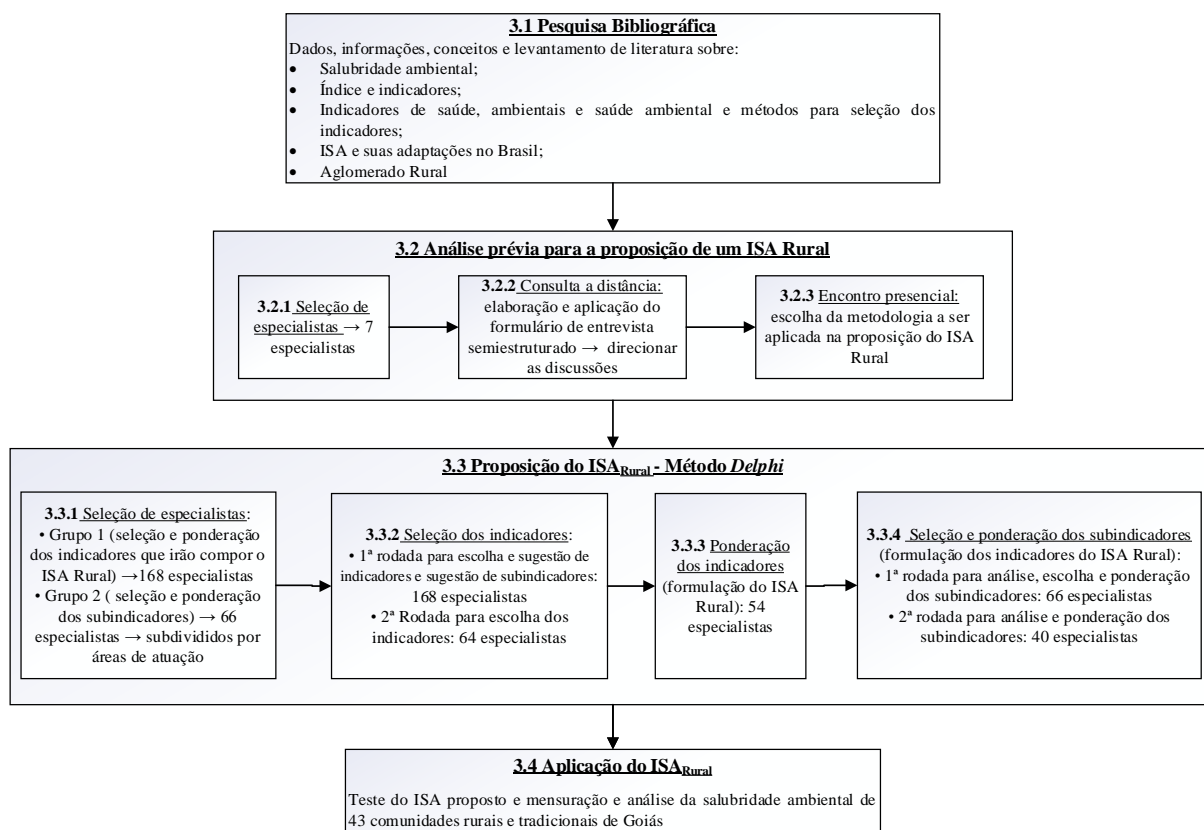 3.1 Pesquisa Bibliográfica
Dados, informações, conceitos e levantamento de literatura sobre:
• Salubridade ambiental;
• Índice e indicadores;
• Indicadores de saúde, ambientais e saúde ambiental e métodos para seleção dos
indicadores;
• ISA e suas adaptações no Brasil;
• Aglomerado Rural
3.2 Análise prévia para a proposição de um ISA Rural
3.2.1 Seleção de
especialistas → 7
especialistas
3.2.2 Consulta a distância:
elaboração e aplicação do
formulário de entrevista
semiestruturado → direcionar
as discussões
3.2.3 Encontro presencial:
escolha da metodologia a ser
aplicada na proposição do ISA
Rural
3.3 Proposição do ISARural - Método Delphi
3.3.1 Seleção de especialistas:
• Grupo 1 (seleção e ponderação
dos indicadores que irão compor o
ISA Rural) →168 especialistas
• Grupo 2 ( seleção e ponderação
dos subindicadores) → 66
especialistas → subdivididos por
áreas de atuação
3.3.2 Seleção dos indicadores:
• 1ª rodada para escolha e sugestão de
indicadores e sugestão de subindicadores:
168 especialistas
• 2ª Rodada para escolha dos
indicadores: 64 especialistas
3.3.3 Ponderação
dos indicadores
(formulação do ISA
Rural): 54
especialistas
3.3.4 Seleção e ponderação dos subindicadores
(formulação dos indicadores do ISA Rural):
• 1ª rodada para análise, escolha e ponderação
dos subindicadores: 66 especialistas
• 2ª rodada para análise e ponderação dos
subindicadores: 40 especialistas
3.4 Aplicação do ISARural
Teste do ISA proposto e mensuração e análise da salubridade ambiental de
43 comunidades rurais e tradicionais de Goiás